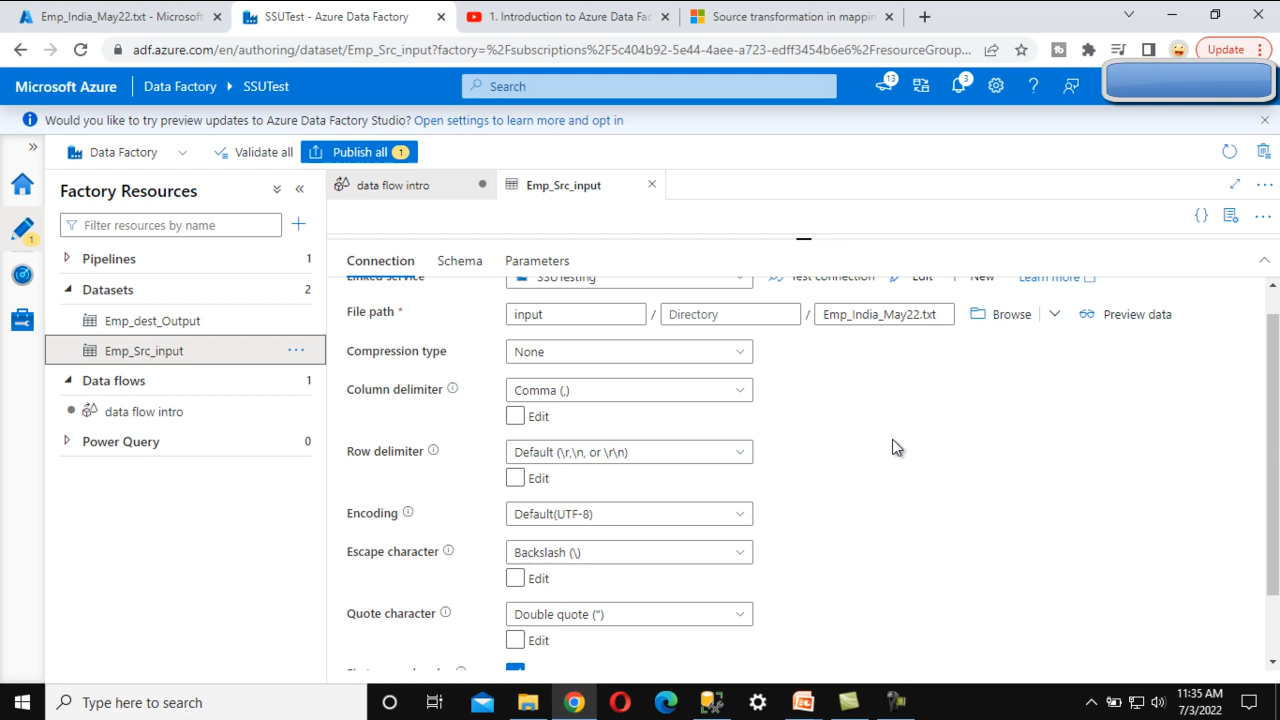 Emp_India_May22.txt - Microsoft
SSUTest - Azure Data Factory
1. Introduction to Azure Data Fac
Source transformation in mappin
adf.azure.com/en/authoring/dataset/Emp_Src_input?factory=%2Fsubscriptions%2F5c404b92-5e44-4aee-a723-edff3454b6e6%2FresourceGroup...
Update
Microsoft Azure
Data Factory
SSUTest
Search
13
3
Would you like to try preview updates to Azure Data Factory Studio? Open settings to learn more and opt in
Data Factory
Validate all
Publish all 1
Factory Resources
data flow intro
Emp_Src_input
Filter resources by name
1
Pipelines 1
Datasets 2
Emp_dest_Output
Emp_Src_input
Data flows 1
data flow intro
Power Query 0
Connection
Schema
Parameters
Linked service
SSUTesting
Test connection
Edit
New
Learn more
File path *
input / Directory / Emp_India_May22.txt
Browse
Preview data
Compression type
None
Column delimiter
Comma (,)
Edit
Row delimiter
Default (\r,\n, or \r\n)
Edit
Encoding
Default(UTF-8)
Escape character
Backslash (\)
Edit
Quote character
Double quote (")
Edit
Type here to search
11:35 AM
7/3/2022